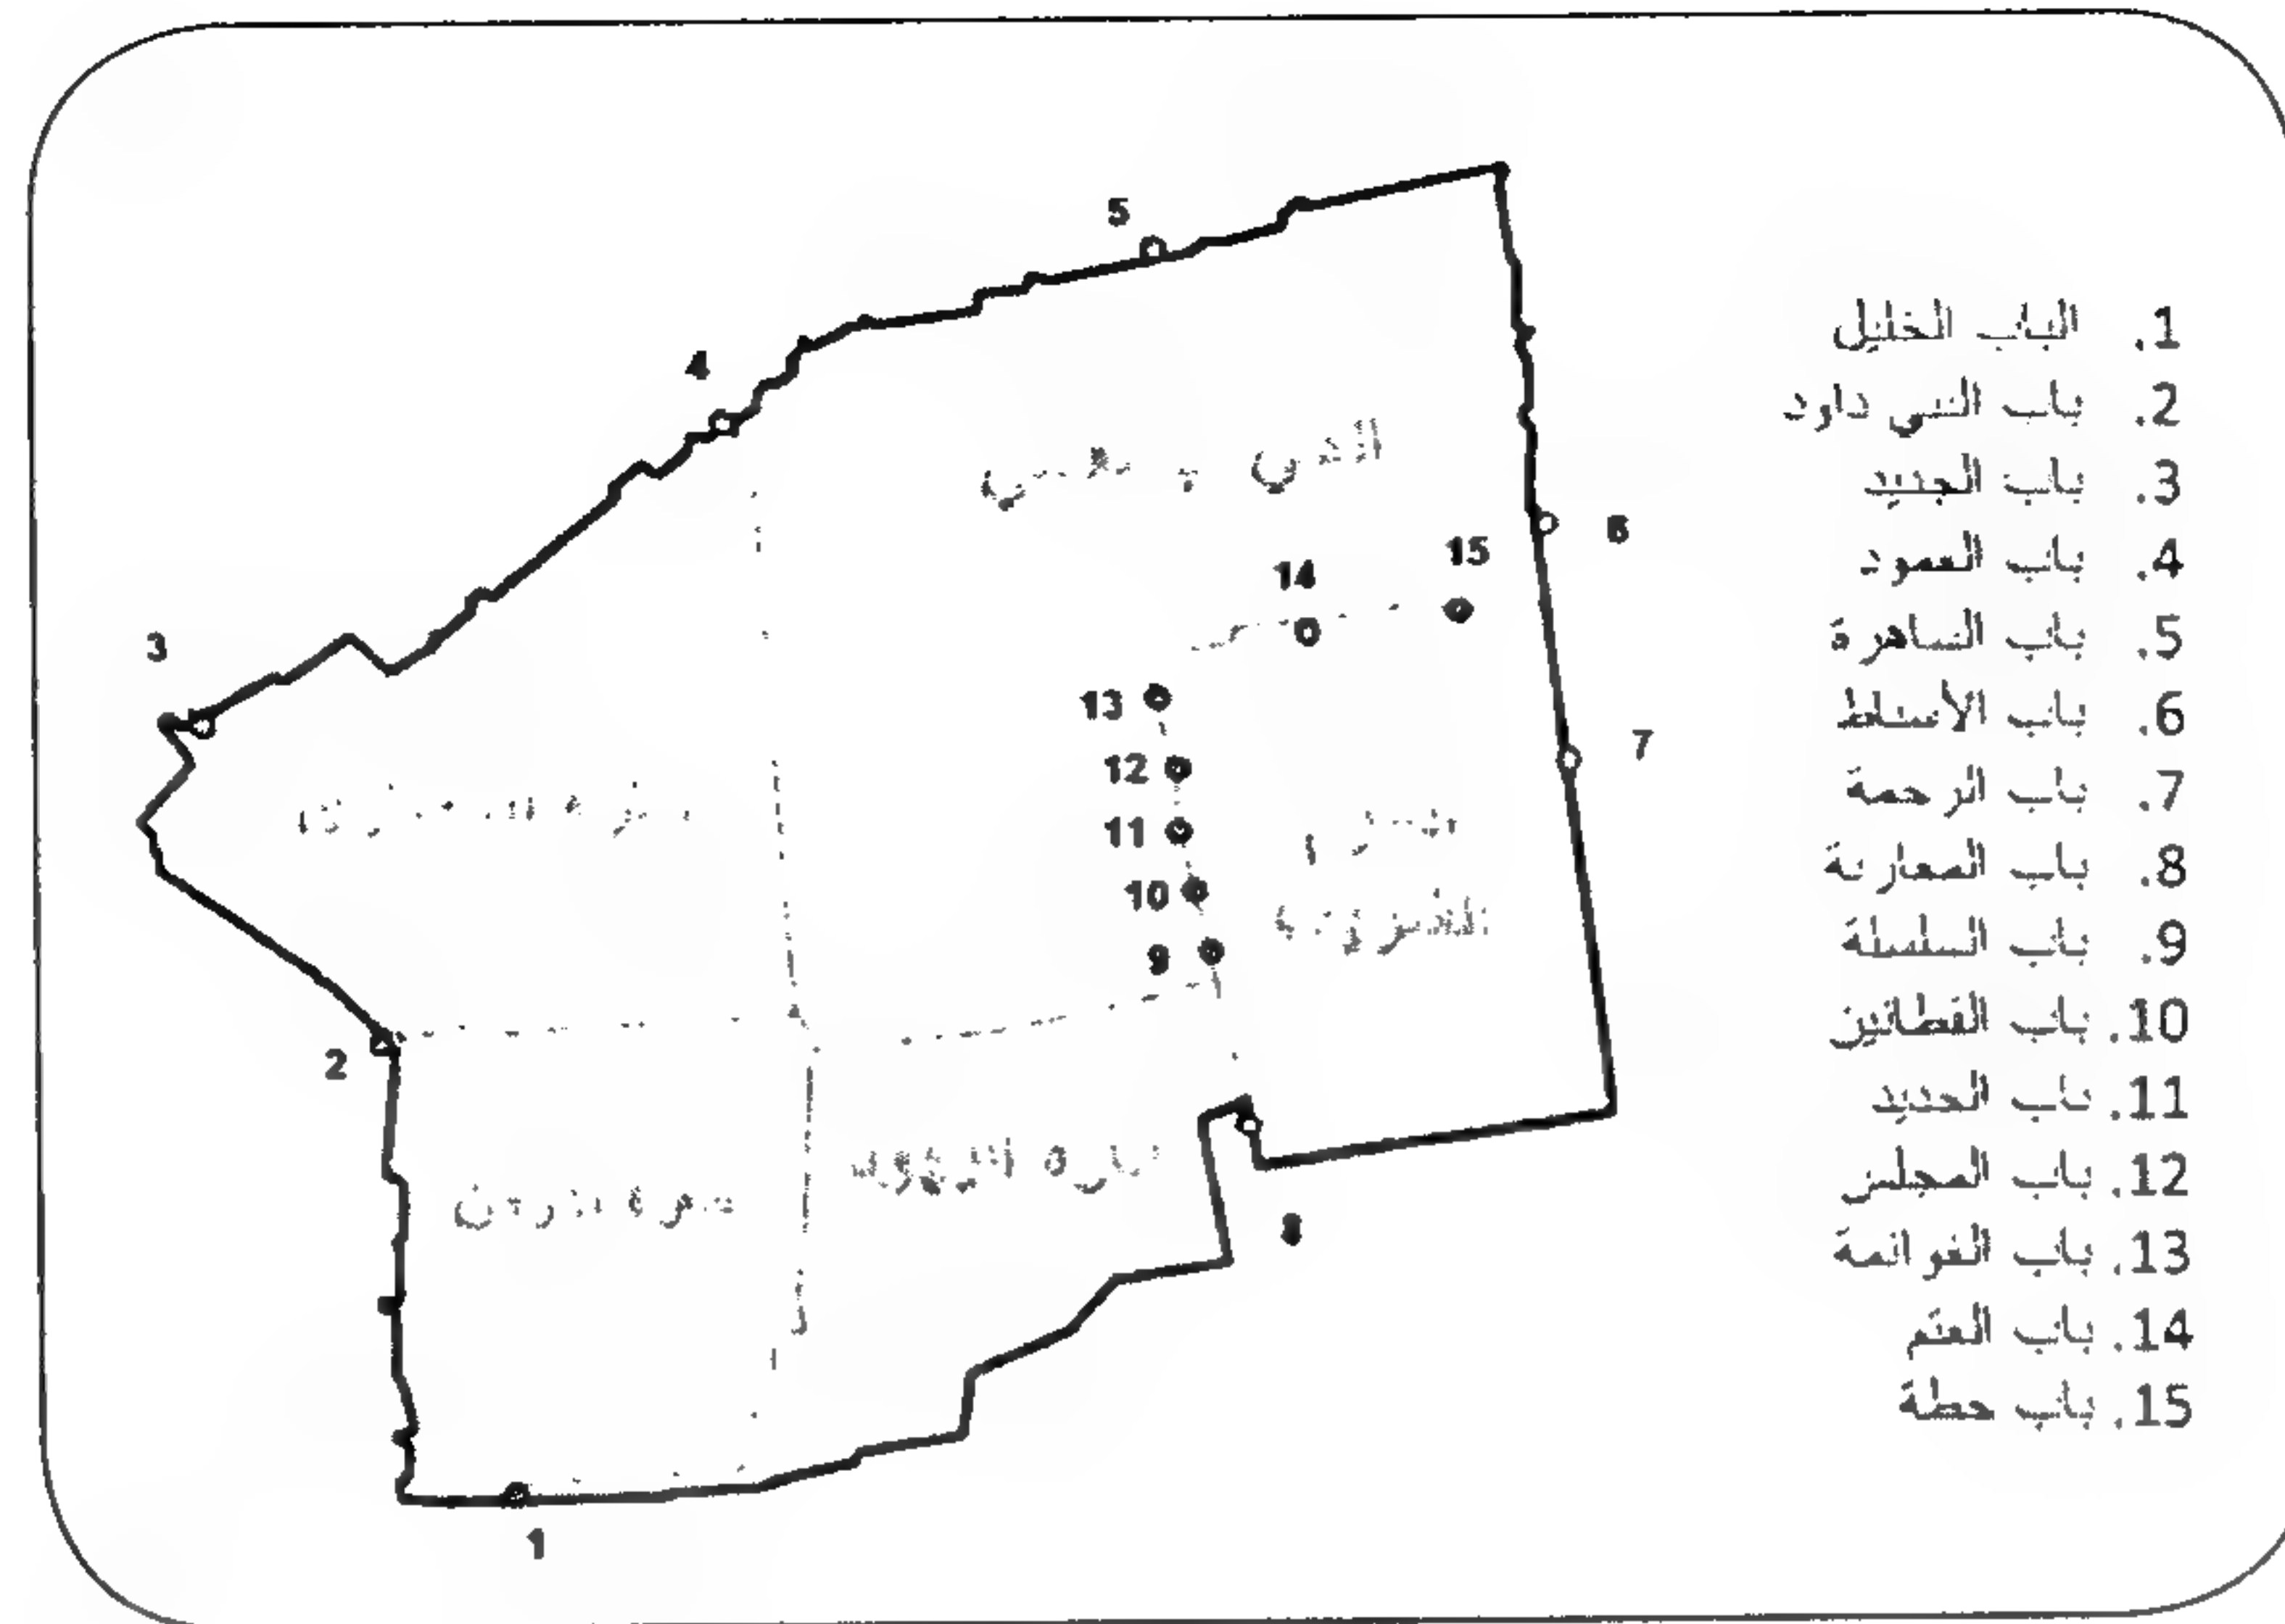 5
4
6
15
14
3
13
12
7
11
10
9
2
8
1
حارة اليهود
1. الباب الخليل
2. باب النبي داود
3. باب الجديد
4. باب العمود
5. باب الساهرة
6. باب الأسباط
7. باب الرحمة
8. باب المغاربة
9. باب السلسلة
10. باب القطانين
11. باب الحديد
12. باب المجلس
13. باب الغوانمة
14. باب العتم
15. باب حطة